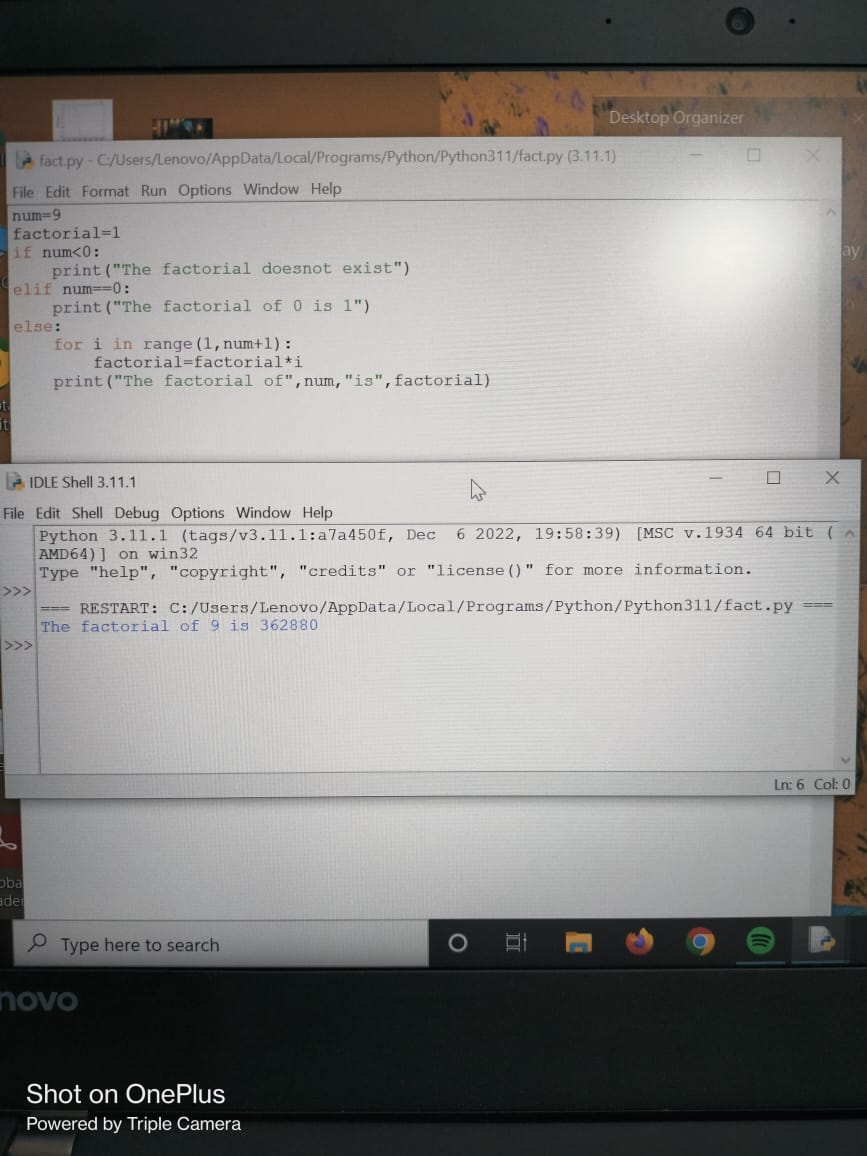 Desktop Organizer
fact.py - C:/Users/Lenovo/AppData/Local/Programs/Python/Python311/fact.py (3.11.1)
File Edit Format Run Options Window Help
num=9
factorial=1
if num<0:
    print("The factorial doesnot exist")
elif num==0:
    print("The factorial of 0 is 1")
else:
    for i in range(1,num+1):
        factorial=factorial*i
    print("The factorial of",num,"is",factorial)
ay
IDLE Shell 3.11.1
File Edit Shell Debug Options Window Help
Python 3.11.1 (tags/v3.11.1:a7a450f, Dec  6 2022, 19:58:39) [MSC v.1934 64 bit (
AMD64)] on win32
Type "help", "copyright", "credits" or "license()" for more information.
>>>
=== RESTART: C:/Users/Lenovo/AppData/Local/Programs/Python/Python311/fact.py ===
The factorial of 9 is 362880
>>>
Ln: 6 Col: 0
oba
ade
Type here to search
novo
Shot on OnePlus
Powered by Triple Camera